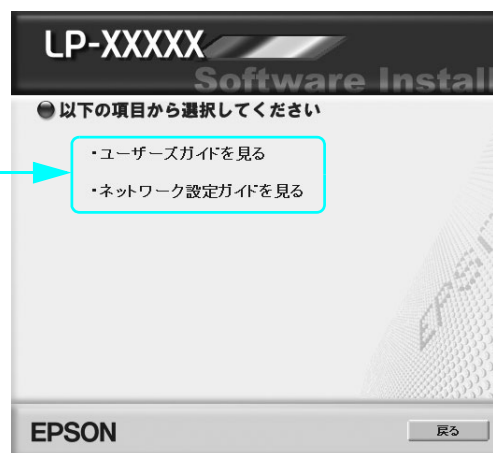 LP-XXXXX
Software Install
●以下の項目から選択してください
・ユーザーズガイドを見る
・ネットワーク設定ガイドを見る
EPSON
EPSON
戻る